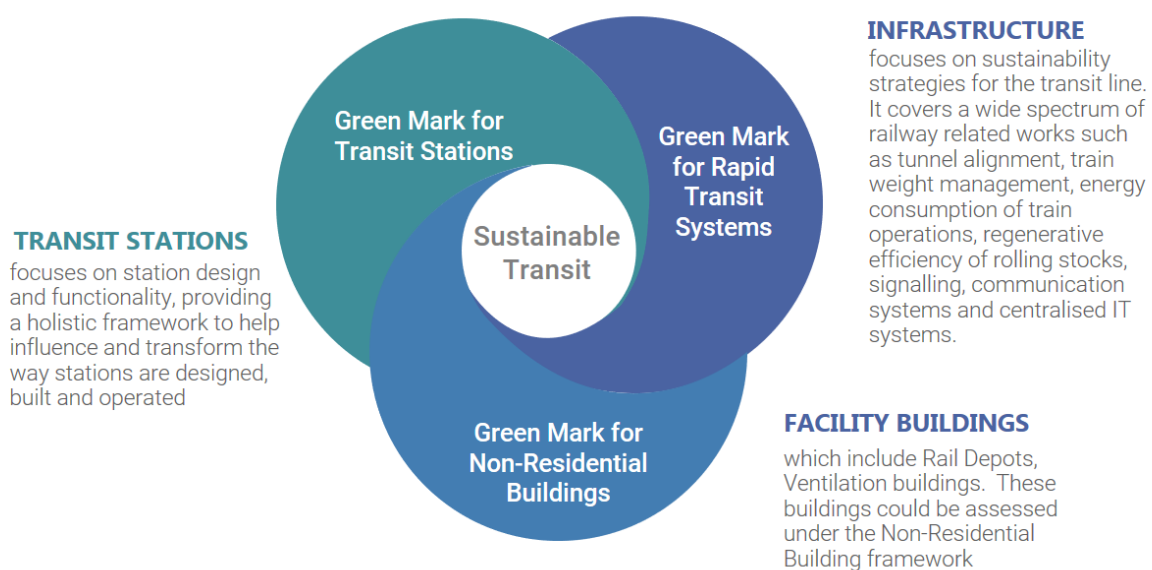 Green Mark for
Transit Stations
Green Mark
for Rapid
Transit
Systems
Sustainable
Transit
Green Mark for
Non-Residential
Buildings
TRANSIT STATIONS
focuses on station design
and functionality, providing
a holistic framework to help
influence and transform the
way stations are designed,
built and operated
INFRASTRUCTURE
focuses on sustainability
strategies for the transit line.
It covers a wide spectrum of
railway related works such
as tunnel alignment, train
weight management, energy
consumption of train
operations, regenerative
efficiency of rolling stocks,
signalling, communication
systems and centralised IT
systems.
FACILITY BUILDINGS
which include Rail Depots,
Ventilation buildings.  These
buildings could be assessed
under the Non-Residential
Building framework